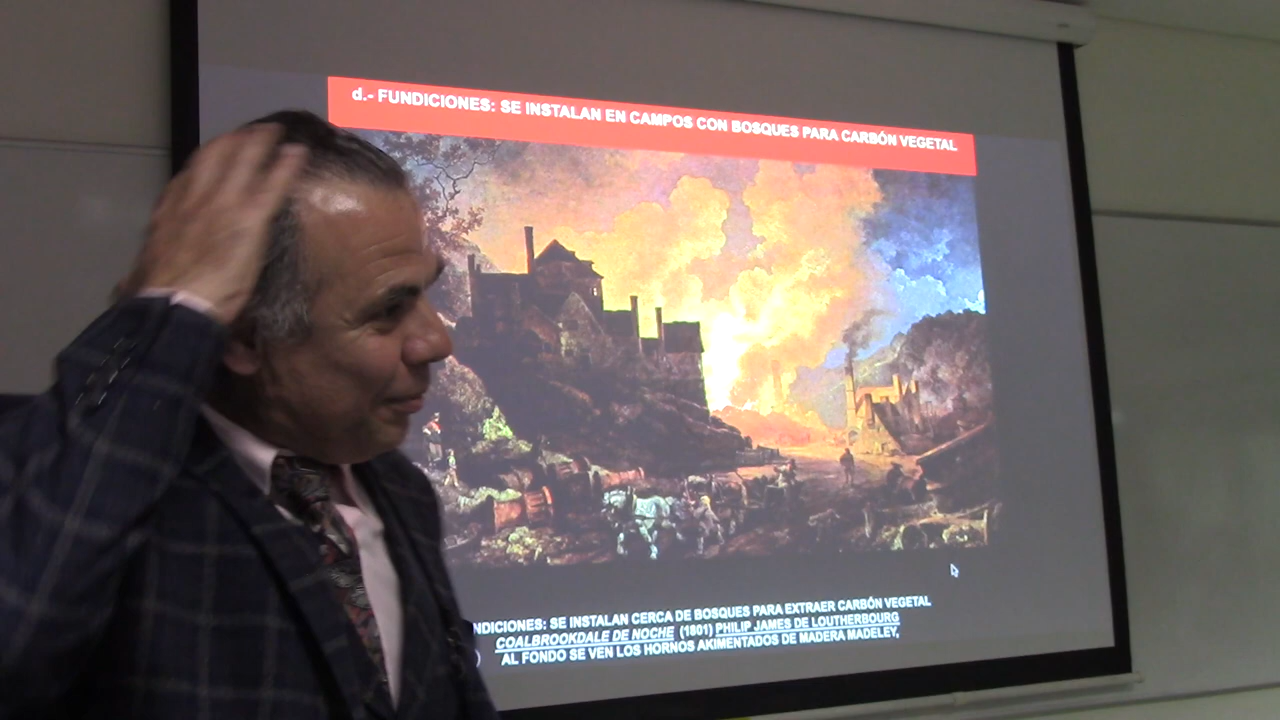 d.- FUNDICIONES: SE INSTALAN EN CAMPOS CON BOSQUES PARA CARBÓN VEGETAL
NDICIONES: SE INSTALAN CERCA DE BOSQUES PARA EXTRAER CARBÓN VEGETAL
COALBROOKDALE DE NOCHE (1801) PHILIP JAMES DE LOUTHERBOURG
AL FONDO SE VEN LOS HORNOS AKIMENTADOS DE MADERA MADELEY,